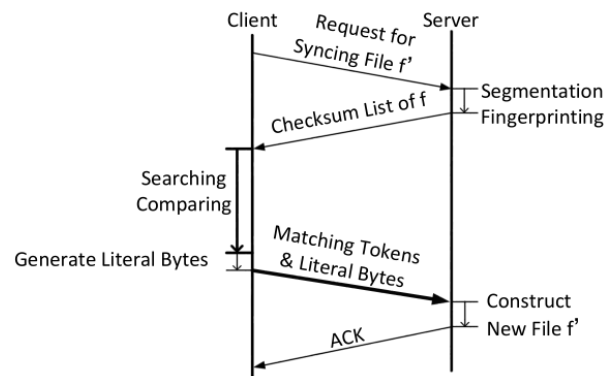 Client
Server
Request for
Syncing File f’
Segmentation
Fingerprinting
Checksum List of f
Searching
Comparing
Generate Literal Bytes
Matching Tokens
& Literal Bytes
Construct
New File f’
ACK